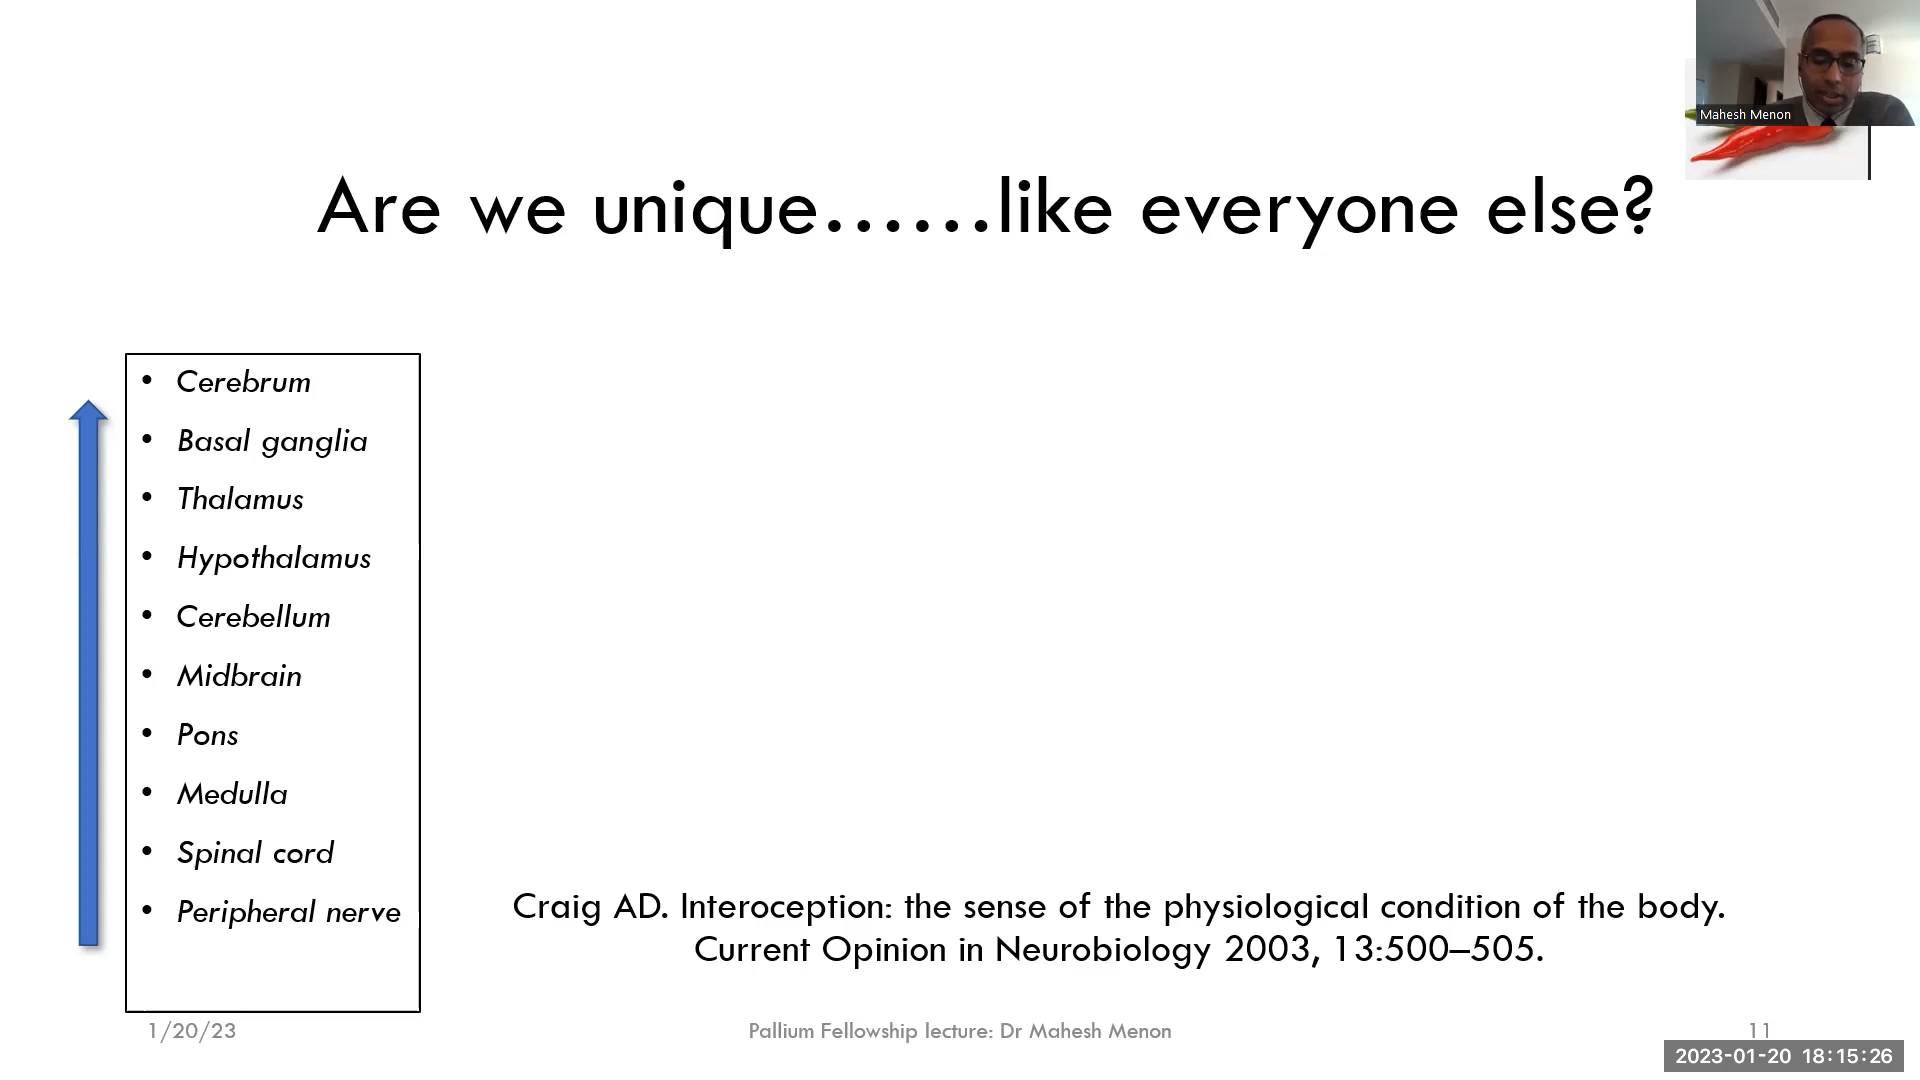 Mahesh Menon
Are we unique......like everyone else?
• Cerebrum
• Basal ganglia
• Thalamus
• Hypothalamus
• Cerebellum
• Midbrain
• Pons
• Medulla
• Spinal cord
• Peripheral nerve
Craig AD. Interoception: the sense of the physiological condition of the body.
Current Opinion in Neurobiology 2003, 13:500–505.
1/20/23
Pallium Fellowship lecture: Dr Mahesh Menon
11
2023-01-20 18:15:26